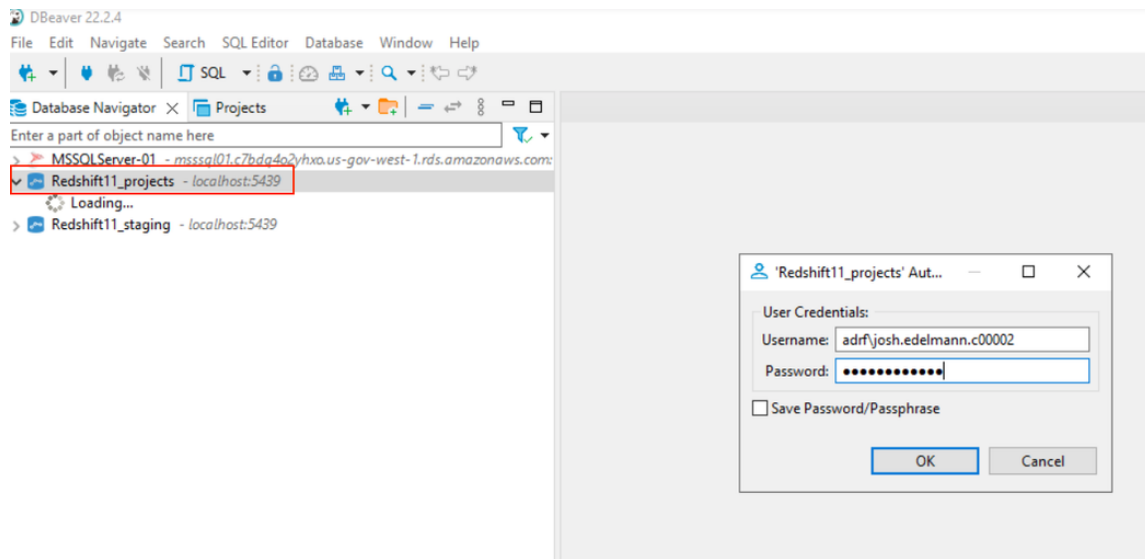 DBeaver 22.2.4
File Edit Navigate Search SQL Editor Database Window Help
SQL
Database Navigator Projects
Enter a part of object name here
MSSQLServer-01 - msssql01.c7bdq4o2yhxo.us-gov-west-1.rds.amazonaws.com:
Redshift11_projects - localhost:5439
Loading...
Redshift11_staging - localhost:5439
'Redshift11_projects' Aut...
User Credentials:
Username: adrf\josh.edelmann.c00002
Password: ●●●●●●●●●●●●
Save Password/Passphrase
OK Cancel